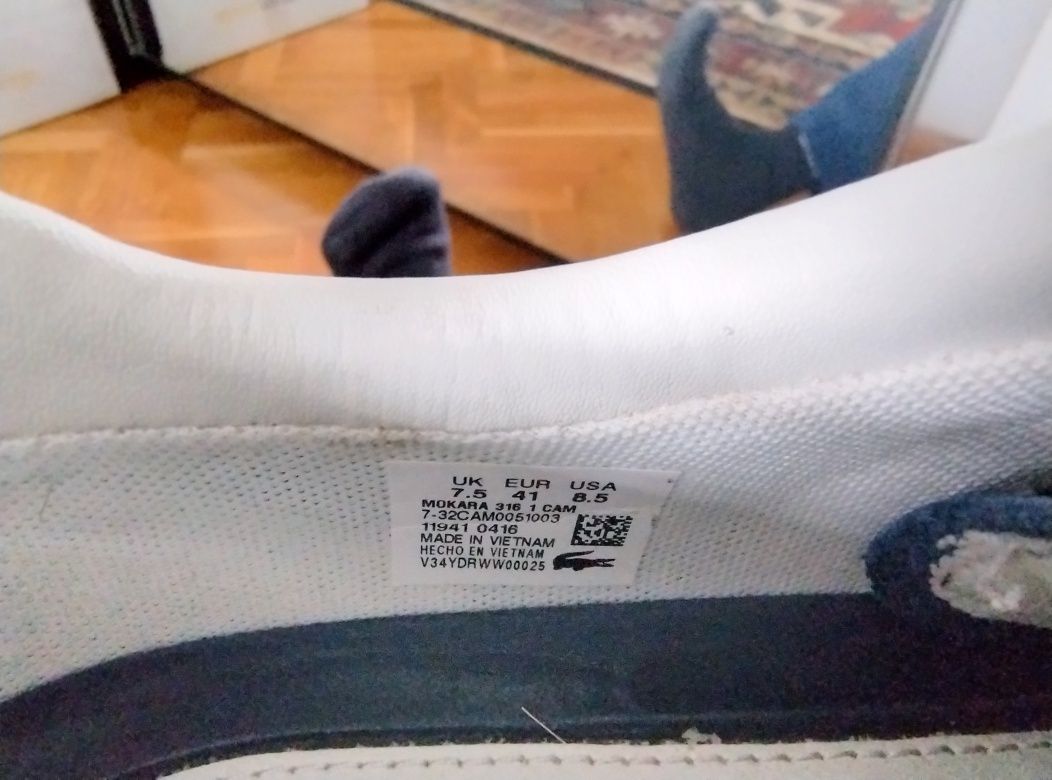 UK EUR USA
7.5 41 8.5
MOKARA 316 1 CAM
7-32CAM0051003
11941 0416
MADE IN VIETNAM
HECHO EN VIETNAM
V34YDRWW00025